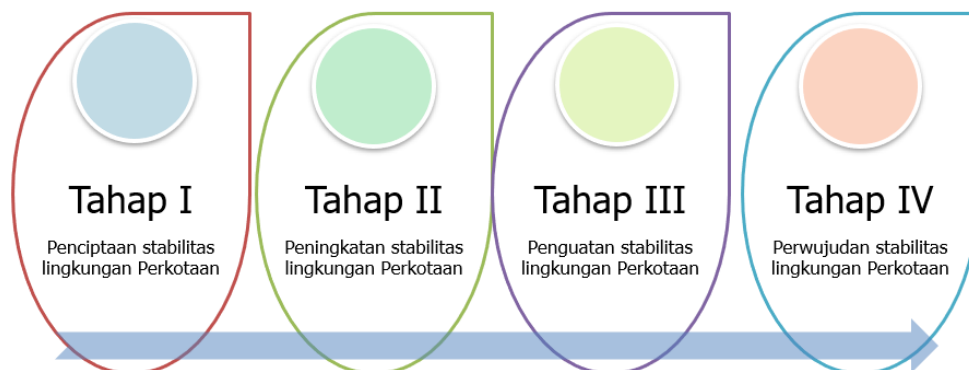 Tahap I
Penciptaan stabilitas
lingkungan Perkotaan
Tahap II
Peningkatan stabilitas
lingkungan Perkotaan
Tahap III
Penguatan stabilitas
lingkungan Perkotaan
Tahap IV
Perwujudan stabilitas
lingkungan Perkotaan